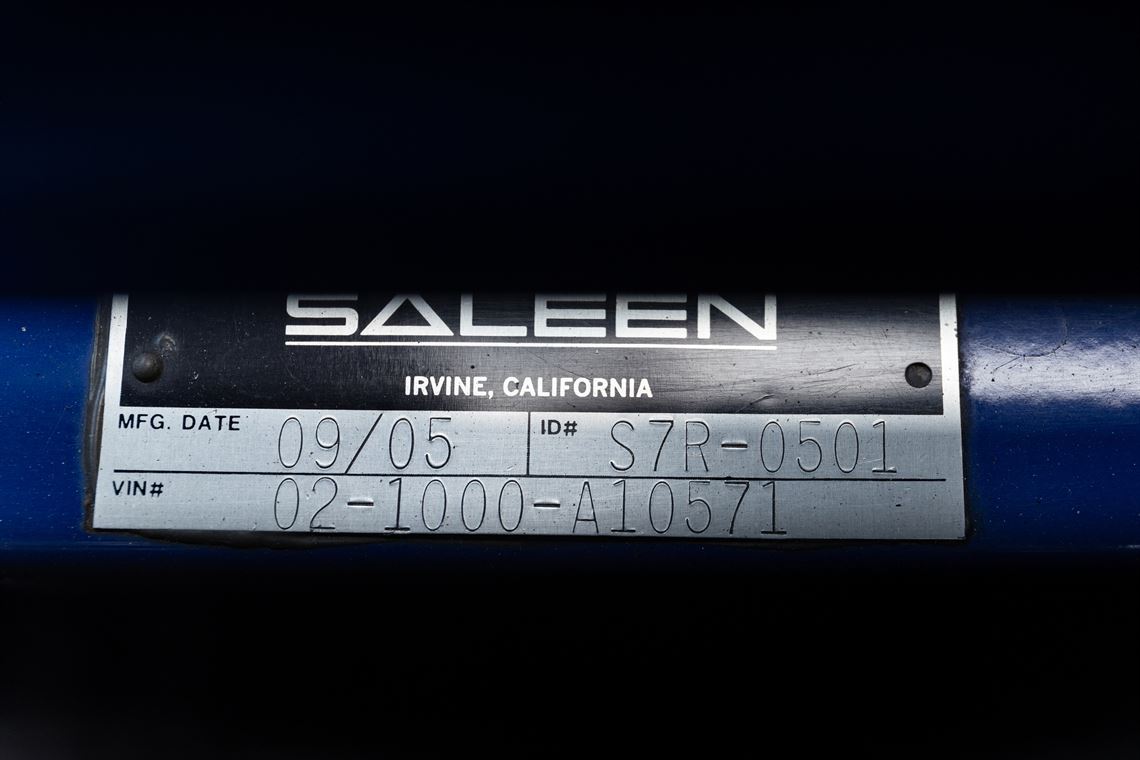 SALEEN
IRVINE, CALIFORNIA
MFG. DATE 09/05 ID# S7R-0501
VIN# 02-1000-A10571